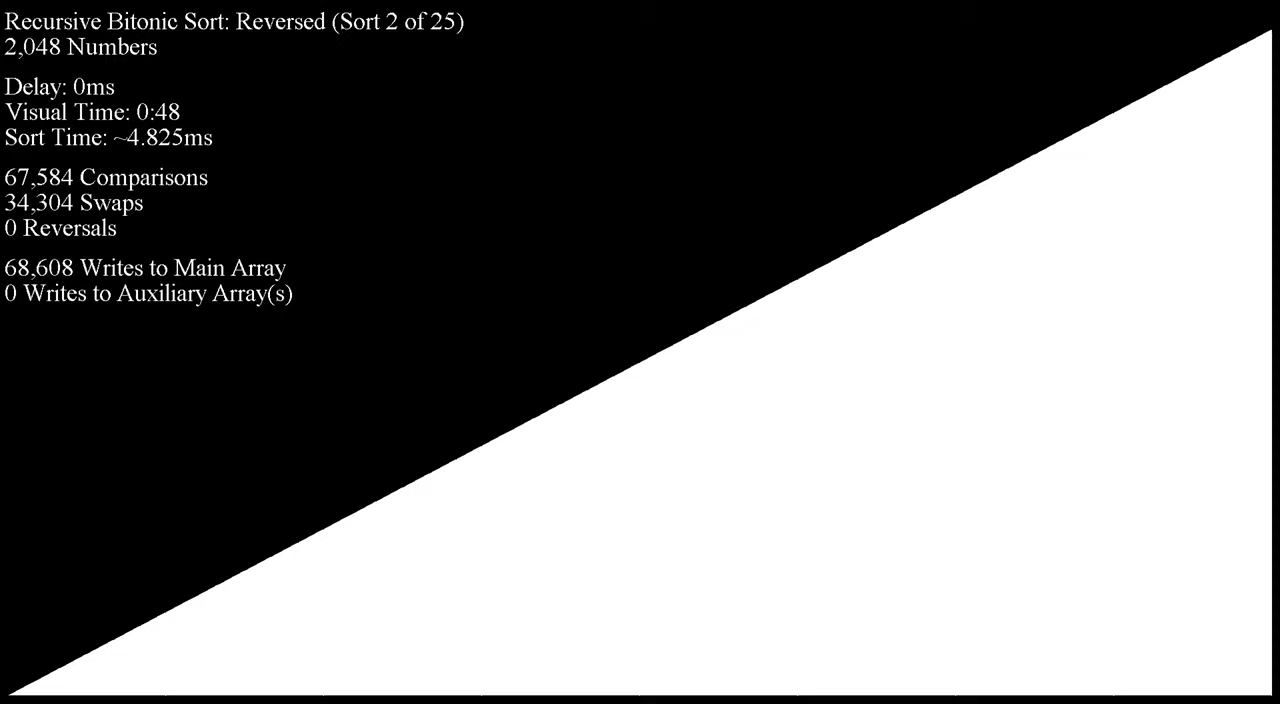 Recursive Bitonic Sort: Reversed (Sort 2 of 25)
2,048 Numbers
Delay: 0ms
Visual Time: 0:48
Sort Time: ~4.825ms
67,584 Comparisons
34,304 Swaps
0 Reversals
68,608 Writes to Main Array
0 Writes to Auxiliary Array(s)